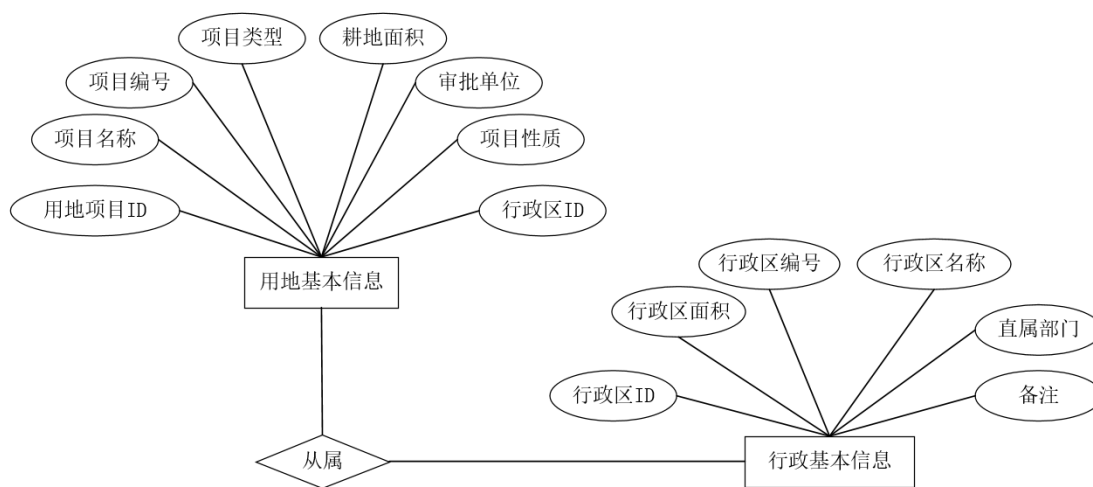 项目类型
耕地面积
项目编号
审批单位
项目名称
项目性质
用地项目ID
行政区ID
用地基本信息
行政区编号
行政区名称
行政区面积
直属部门
行政区ID
备注
从属
行政基本信息